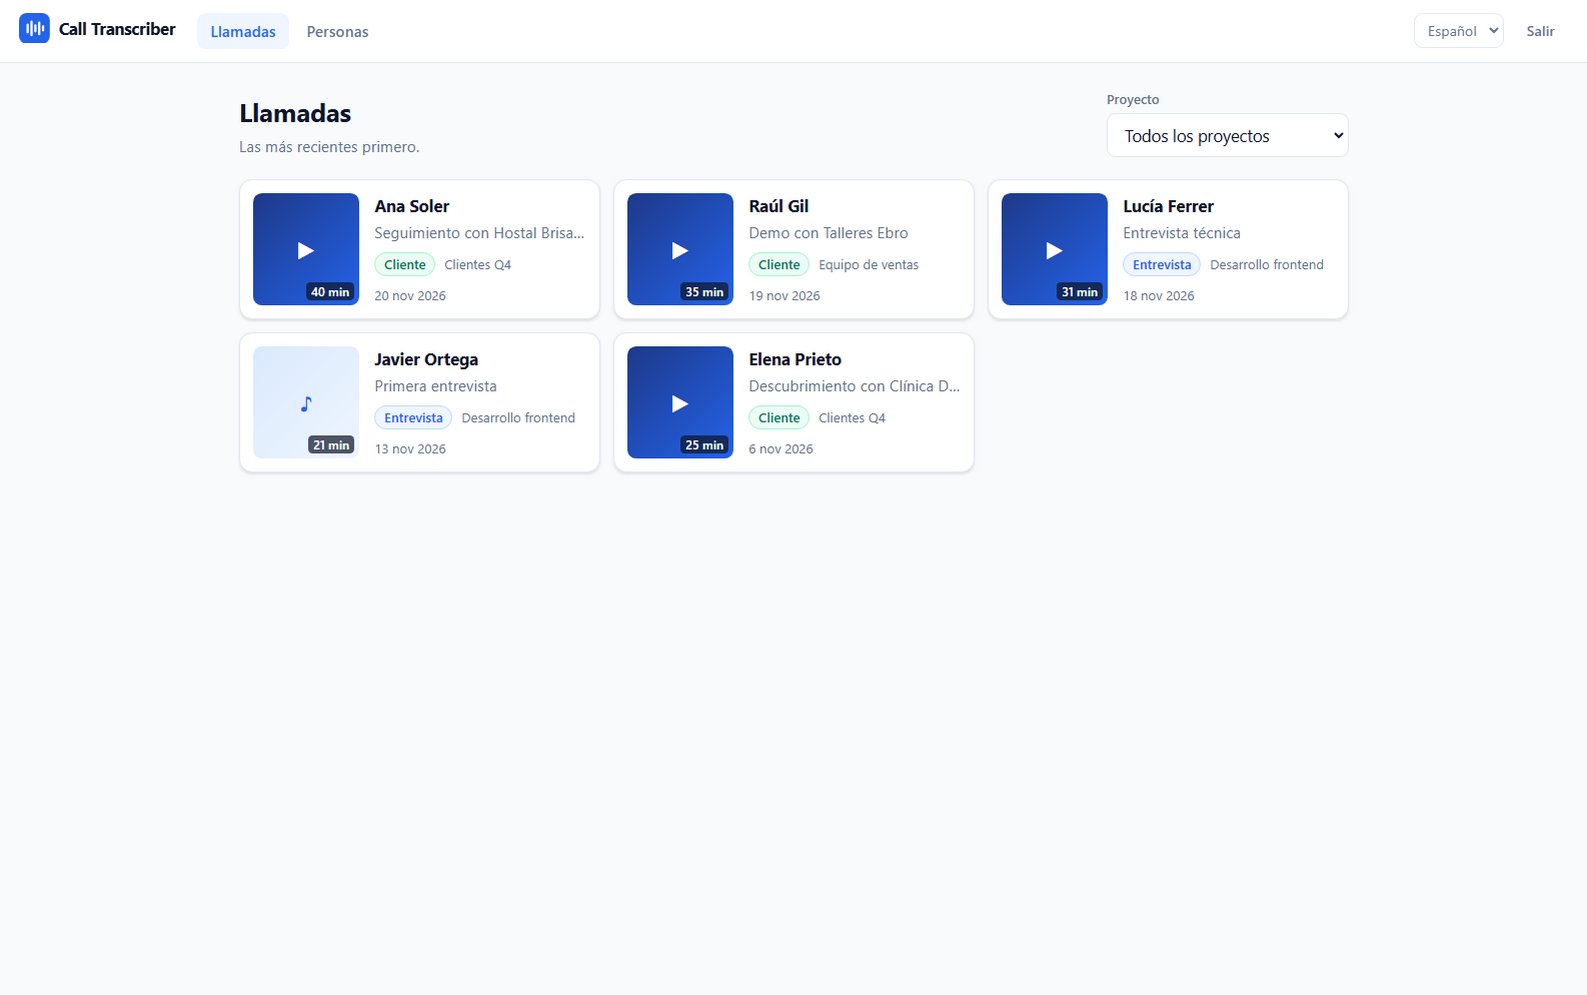 Call Transcriber
Llamadas
Personas
Español
Salir
Llamadas
Las más recientes primero.
Proyecto
Todos los proyectos
40 min
Ana Soler
Seguimiento con Hostal Brisa...
Cliente Clientes Q4
20 nov 2026
35 min
Raúl Gil
Demo con Talleres Ebro
Cliente Equipo de ventas
19 nov 2026
31 min
Lucía Ferrer
Entrevista técnica
Entrevista Desarrollo frontend
18 nov 2026
21 min
Javier Ortega
Primera entrevista
Entrevista Desarrollo frontend
13 nov 2026
25 min
Elena Prieto
Descubrimiento con Clínica D...
Cliente Clientes Q4
6 nov 2026